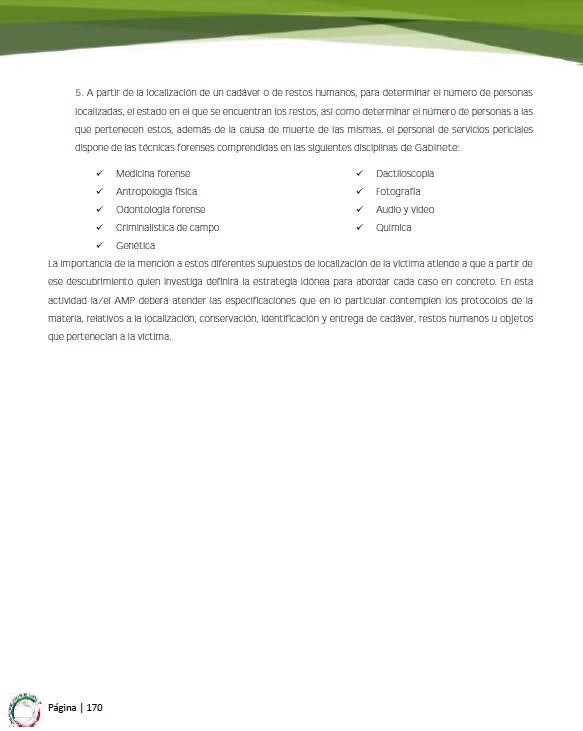 5. A partir de la localización de un cadáver o de restos humanos, para determinar el número de personas
localizadas, el estado en el que se encuentran los restos, así como determinar el número de personas a las
que pertenecen estos, además de la causa de muerte de las mismas, el personal de servicios periciales
dispone de las técnicas forenses comprendidas en las siguientes disciplinas de Gabinete:
✓ Medicina forense
✓ Antropología física
✓ Odontología forense
✓ Criminalística de campo
✓ Genética
✓ Dactiloscopía
✓ Fotografía
✓ Audio y video
✓ Química
La importancia de la mención a estos diferentes supuestos de localización de la víctima atiende a que a partir de
ese descubrimiento quien investiga definirá la estrategia idónea para abordar cada caso en concreto. En esta
actividad la/el AMP deberá atender las especificaciones que en lo particular contemplen los protocolos de la
materia, relativos a la localización, conservación, identificación y entrega de cadáver, restos humanos u objetos
que pertenecían a la víctima.
Página | 170